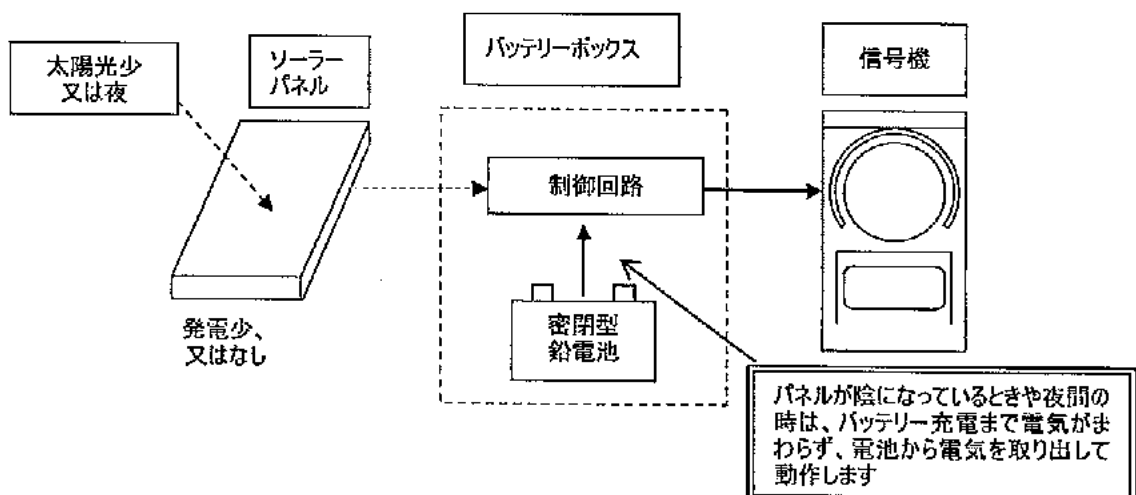 太陽光少
又は夜
ソーラー
パネル
バッテリーボックス
信号機
制御回路
密閉型
鉛電池
発電少、
又はなし
パネルが陰になっているときや夜間の
時は、バッテリー充電まで電気がま
わらず、電池から電気を取り出して
動作します